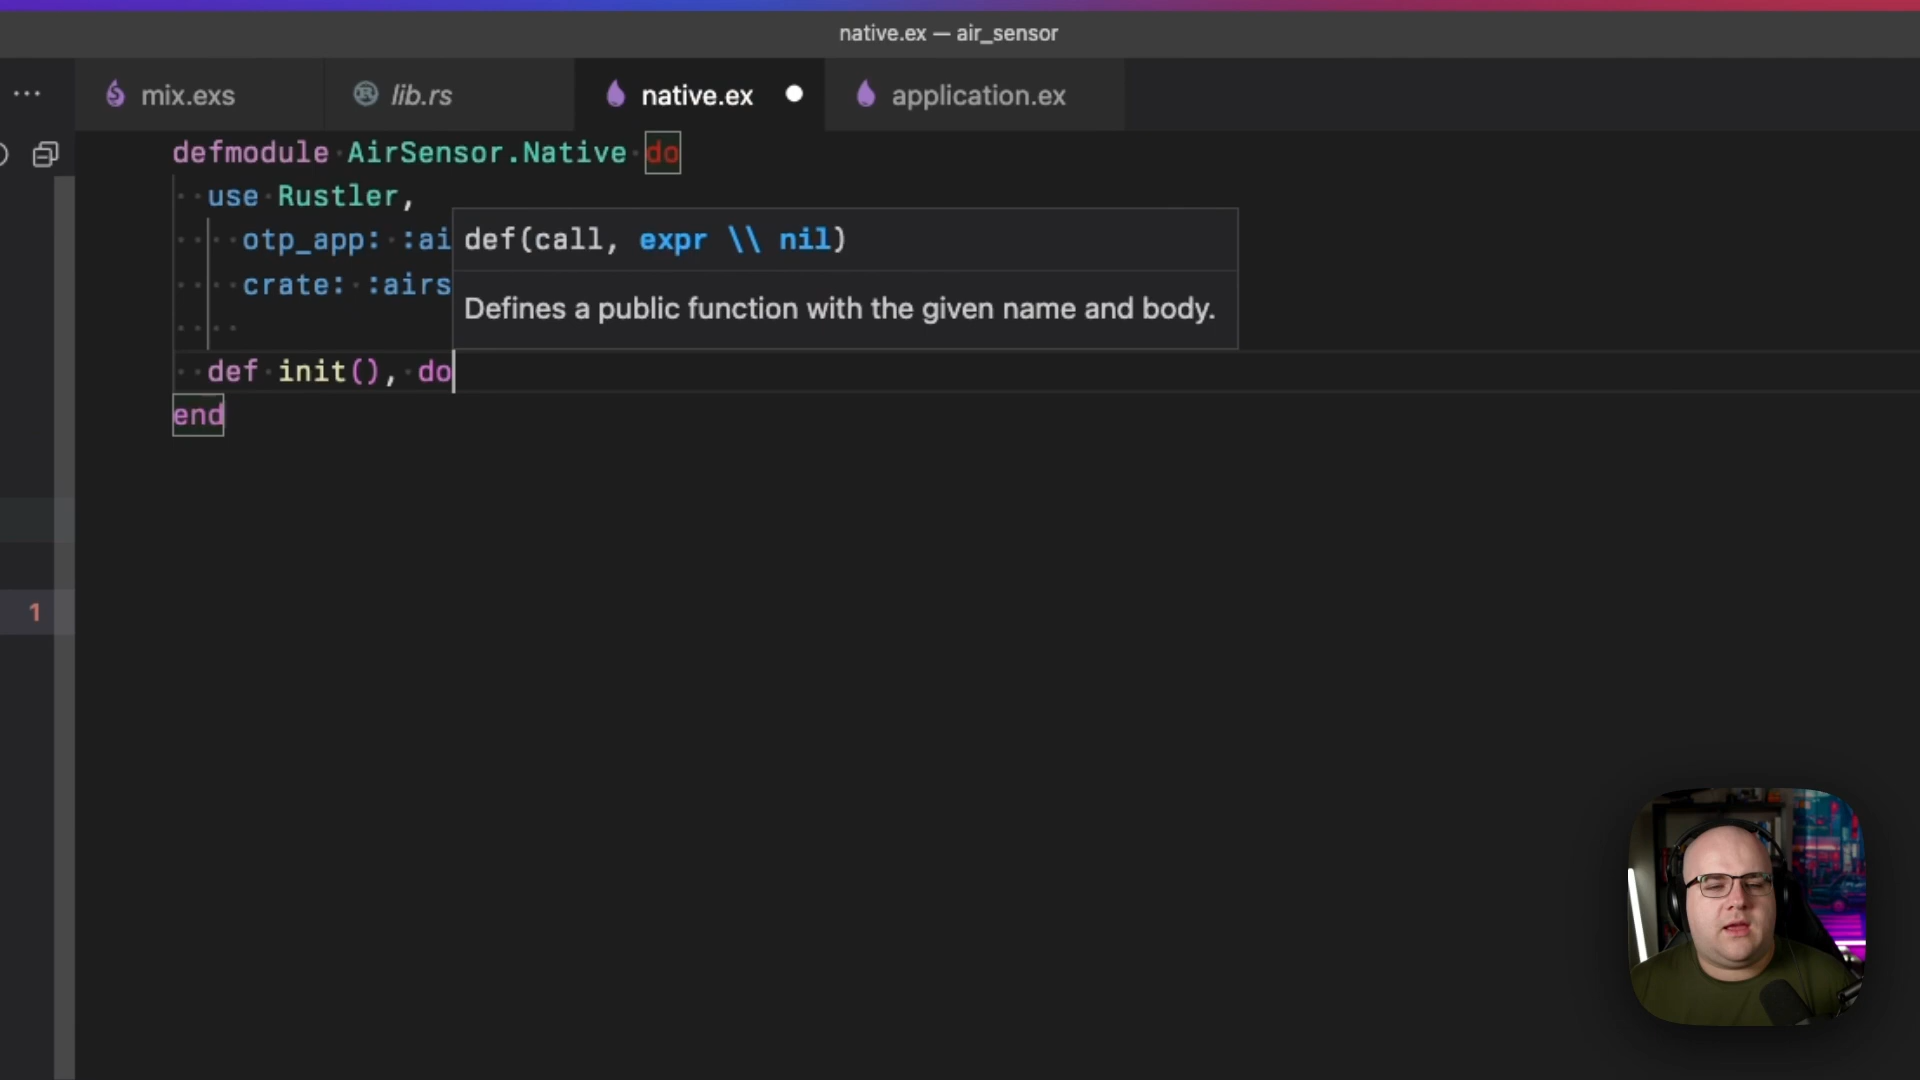 native.ex — air_sensor
mix.exs lib.rs native.ex application.ex
defmodule AirSensor.Native do
use Rustler,
otp_app: :ai
def(call, expr \\ nil)
crate: :airs
Defines a public function with the given name and body.
def init(), do
end
1